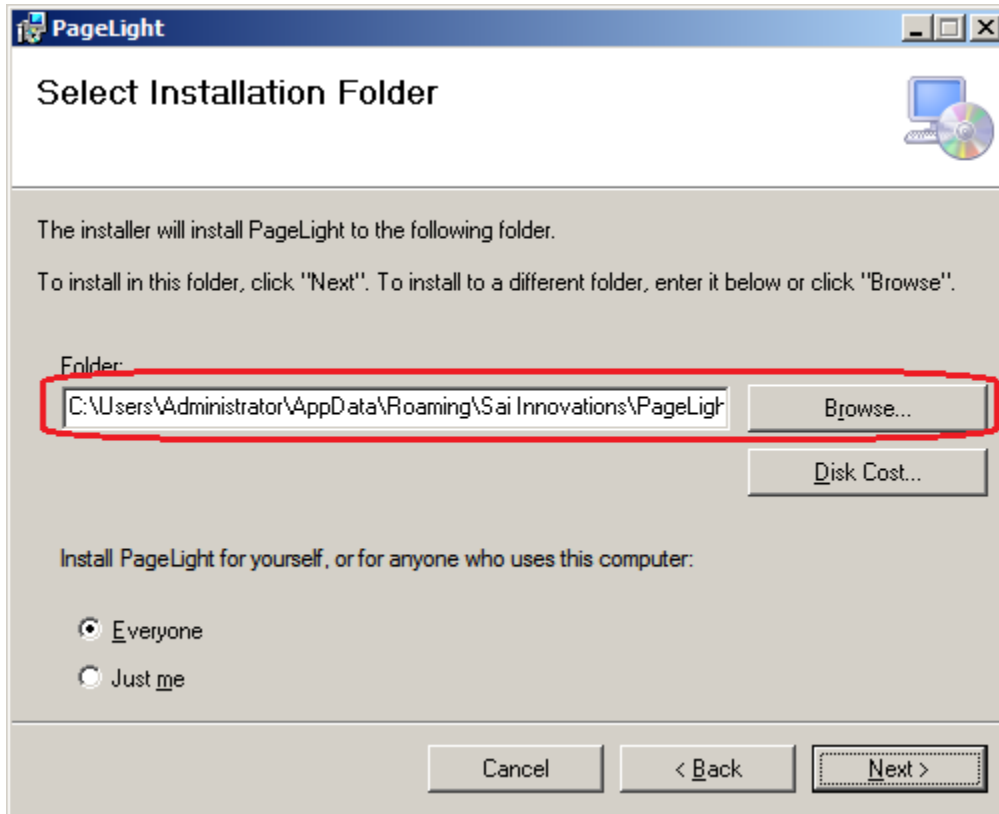 PageLight
Select Installation Folder
The installer will install PageLight to the following folder.
To install in this folder, click "Next". To install to a different folder, enter it below or click "Browse".
Folder:
C:\Users\Administrator\AppData\Roaming\Sai Innovations\PageLigh
Browse...
Disk Cost...
Install PageLight for yourself, or for anyone who uses this computer:
Everyone
Just me
Cancel
< Back
Next >